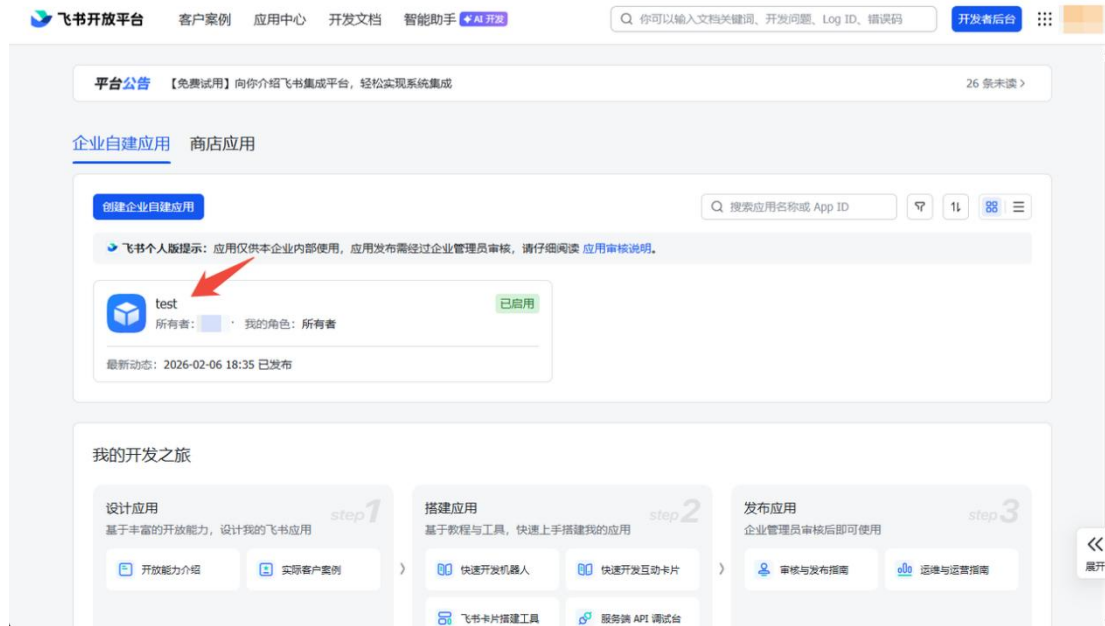 飞书开放平台 客户案例 应用中心 开发文档 智能助手 AI 开发 你可以输入文档关键词、开发问题、Log ID、错误码 开发者后台
平台公告 【免费试用】向你介绍飞书集成平台，轻松实现系统集成 26 条未读
企业自建应用 商店应用
创建企业自建应用 搜索应用名称或 App ID
飞书个人版提示：应用仅供本企业内部使用，应用发布需经过企业管理员审核，请仔细阅读 应用审核说明。
test 已启用
所有者： 我的角色：所有者
最新动态：2026-02-06 18:35 已发布
我的开发之旅
设计应用 step 1
基于丰富的开放能力，设计我的飞书应用
开放能力介绍 实际客户案例
搭建应用 step 2
基于教程与工具，快速上手搭建我的应用
快速开发机器人 快速开发互动卡片
飞书卡片搭建工具 服务端 API 调试台
发布应用 step 3
企业管理员审核后即可使用
审核与发布指南 运维与运营指南
展开